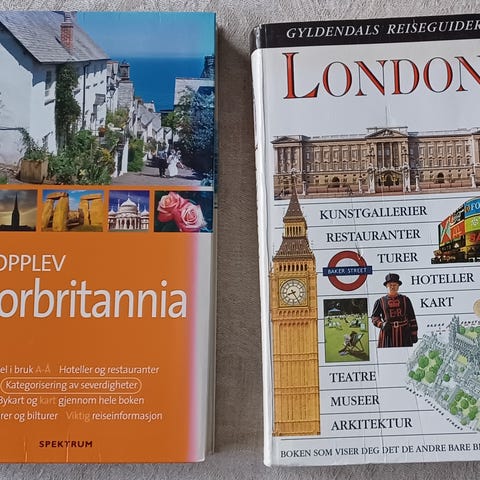 OPPLEV
orbritannia
el i bruk A-Å Hoteller og restauranter
Kategorisering av severdigheter
Bykart og kart gjennom hele boken
rer og bilturer Viktig reiseinformasjon
SPEKTRUM
GYLDENDALS REISEGUIDER
LONDON
KUNSTGALLERIER
RESTAURANTER
TURER
BAKER STREET
HOTELLER
KART
TEATRE
MUSEER
ARKITEKTUR
BOKEN SOM VISER DEG DET DE ANDRE BARE B